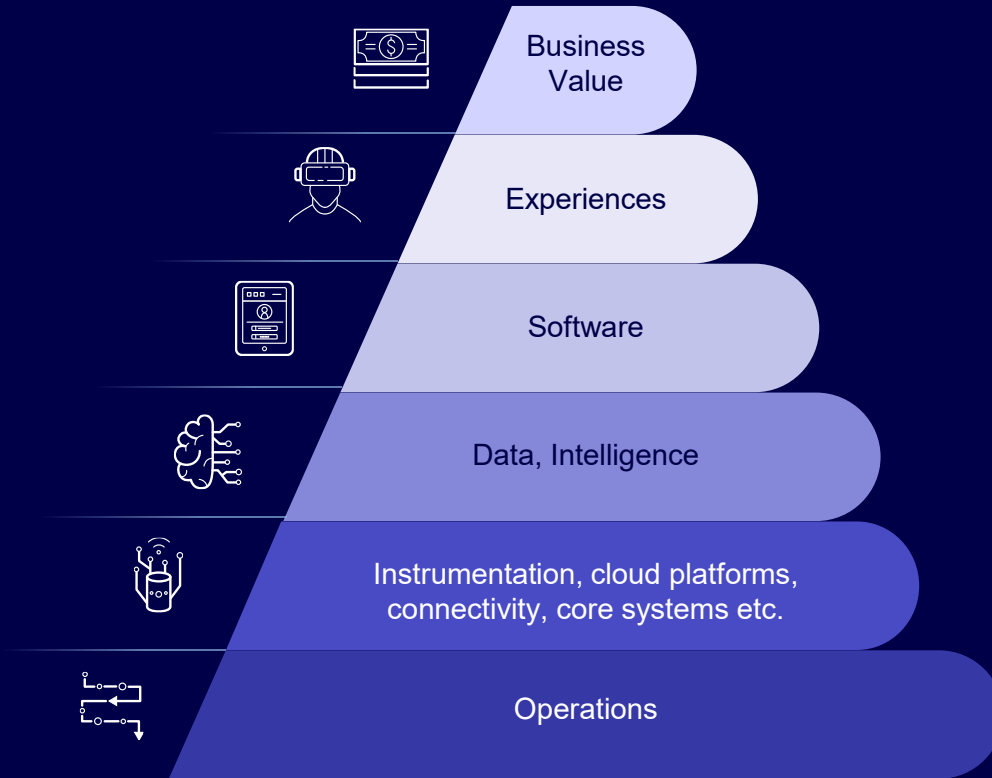 Business
Value
Experiences
Software
Data, Intelligence
Instrumentation, cloud platforms,
connectivity, core systems etc.
Operations